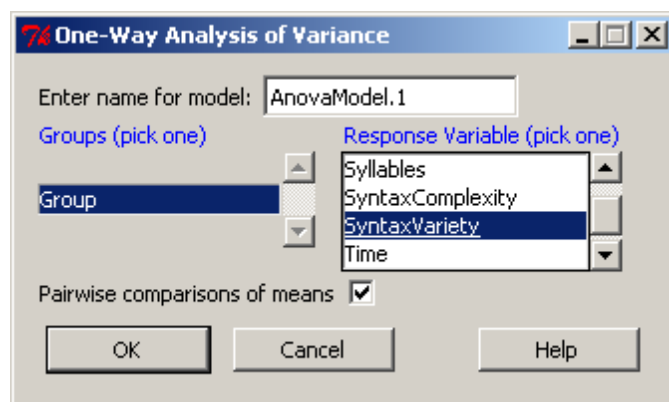 One-Way Analysis of Variance
Enter name for model: AnovaModel.1
Groups (pick one) Response Variable (pick one)
Syllables
Group SyntaxComplexity
SyntaxVariety
Time
Pairwise comparisons of means
OK Cancel Help